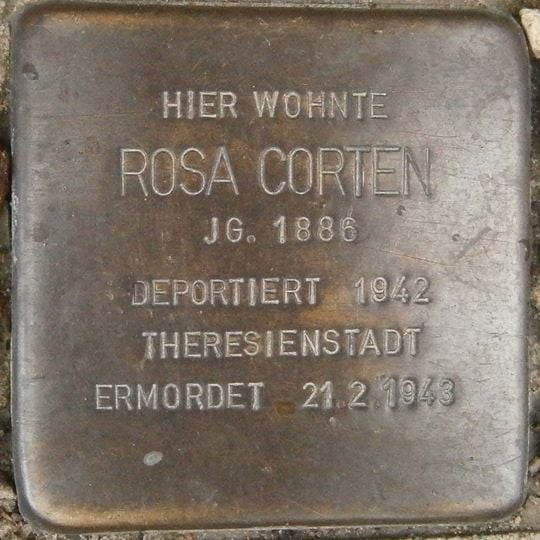 HIER WOHNTE
ROSA CORTEN
JG. 1886
DEPORTIERT 1942
THERESIENSTADT
ERMORDET 21.2.1943